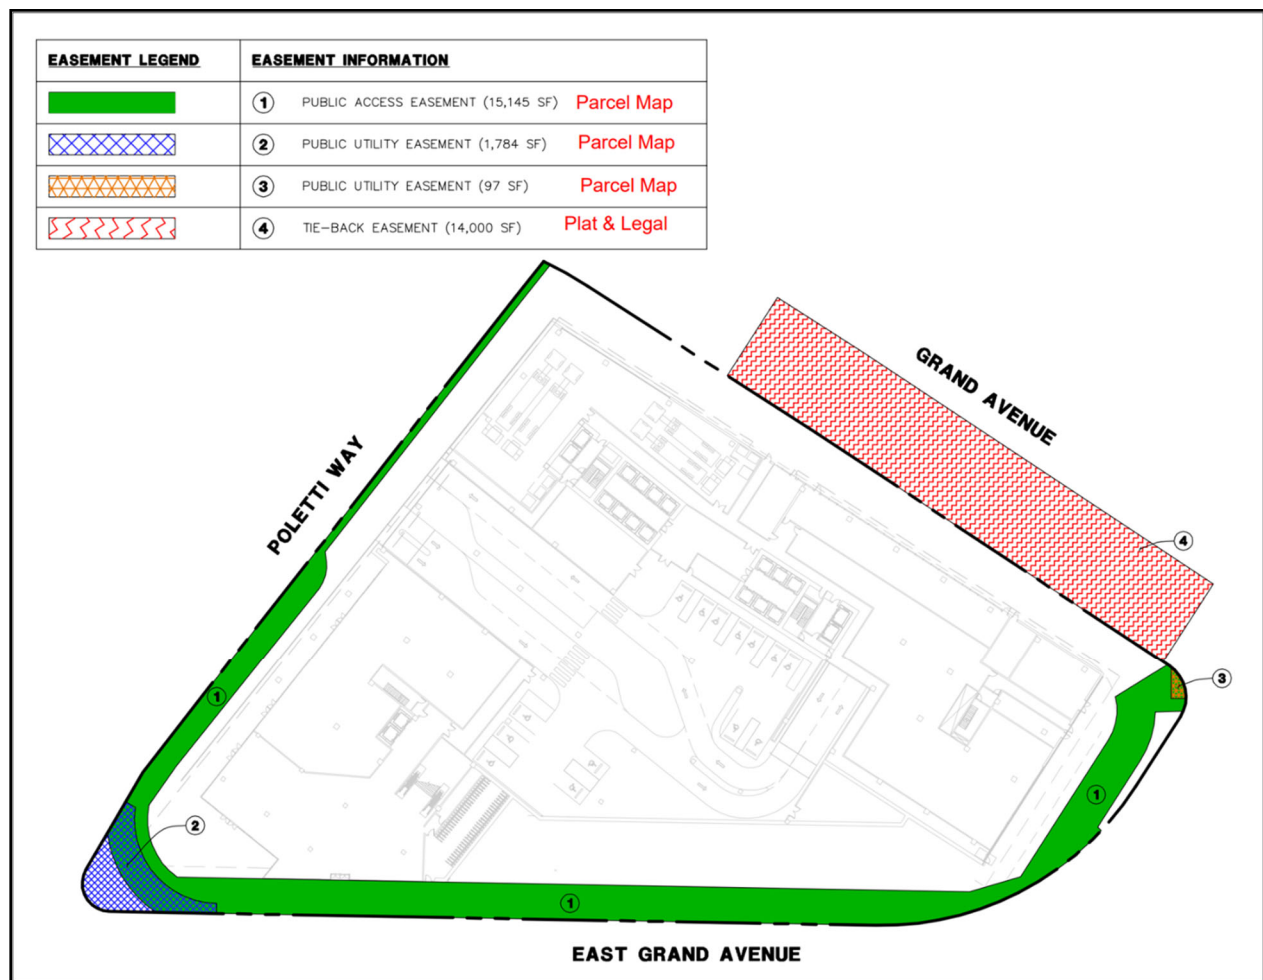 EASEMENT LEGEND EASEMENT INFORMATION
1 PUBLIC ACCESS EASEMENT (15,145 SF) Parcel Map
2 PUBLIC UTILITY EASEMENT (1,784 SF) Parcel Map
3 PUBLIC UTILITY EASEMENT (97 SF) Parcel Map
4 TIE-BACK EASEMENT (14,000 SF) Plat & Legal
GRAND AVENUE
POLETTI WAY
4
3
1
1
2
1
EAST GRAND AVENUE